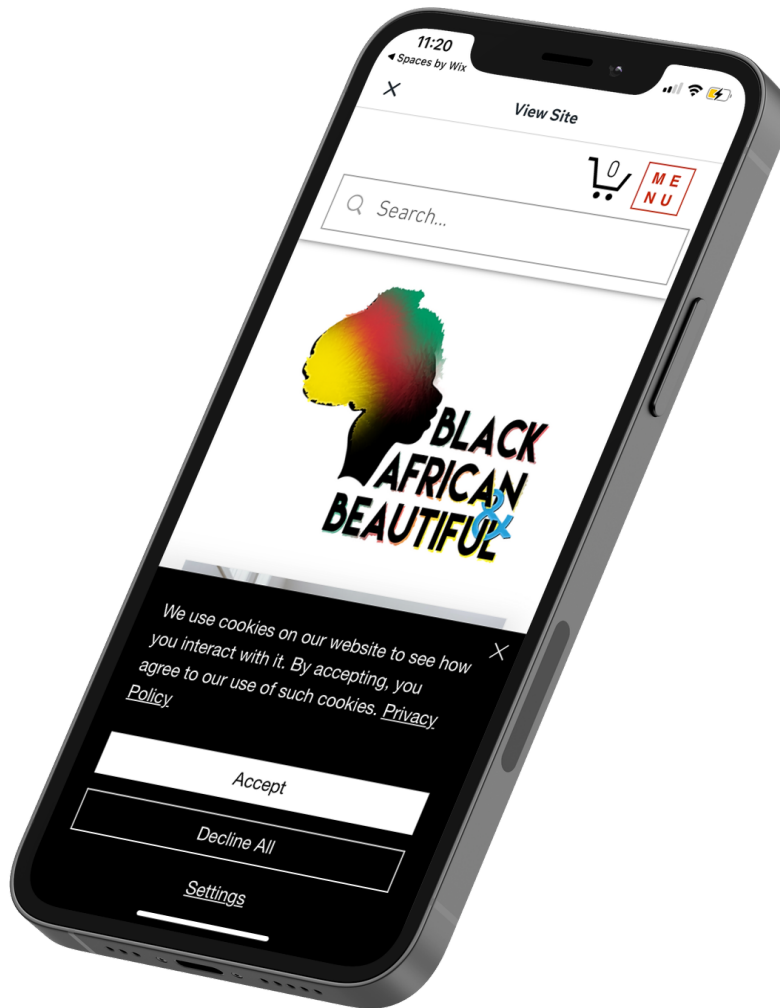 11:20
◀ Spaces by Wix
View Site
0
ME
NU
Search...
BLACK
AFRICAN
&
BEAUTIFUL
We use cookies on our website to see how
you interact with it. By accepting, you
agree to our use of such cookies. Privacy
Policy
Accept
Decline All
Settings